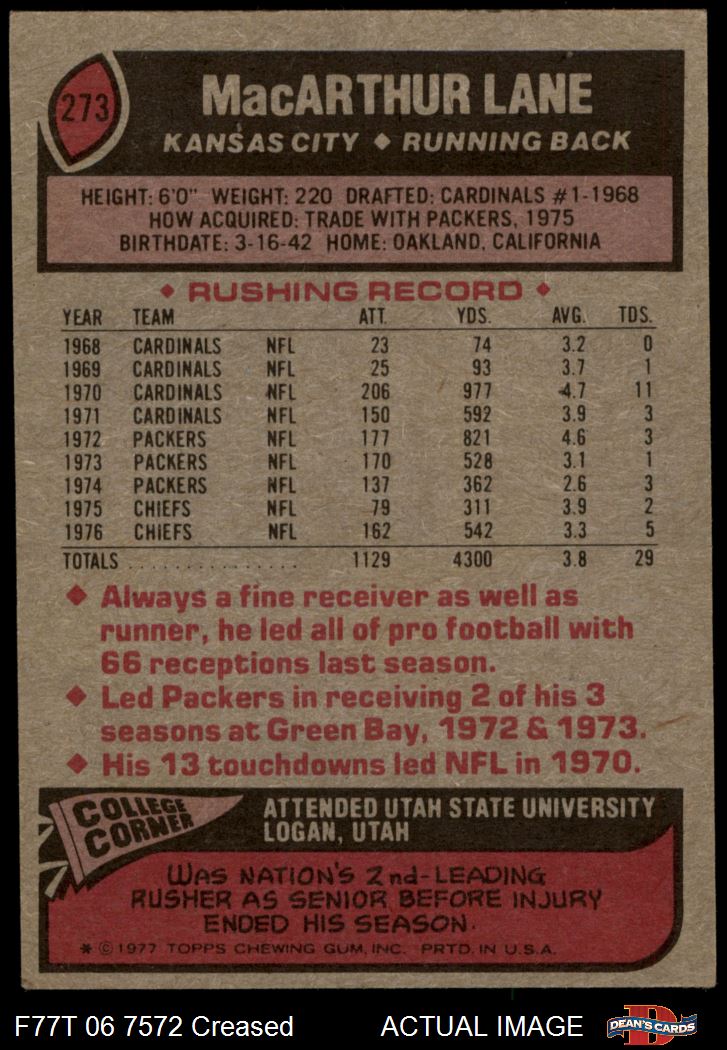 273
MacARTHUR LANE
KANSAS CITY ◆ RUNNING BACK
HEIGHT: 6'0" WEIGHT: 220 DRAFTED: CARDINALS #1-1968
HOW ACQUIRED: TRADE WITH PACKERS, 1975
BIRTHDATE: 3-16-42 HOME: OAKLAND, CALIFORNIA
◆ RUSHING RECORD ◆
YEAR TEAM ATT. YDS. AVG. TDS.
1968 CARDINALS NFL 23 74 3.2 0
1969 CARDINALS NFL 25 93 3.7 1
1970 CARDINALS NFL 206 977 4.7 11
1971 CARDINALS NFL 150 592 3.9 3
1972 PACKERS NFL 177 821 4.6 3
1973 PACKERS NFL 170 528 3.1 1
1974 PACKERS NFL 137 362 2.6 3
1975 CHIEFS NFL 79 311 3.9 2
1976 CHIEFS NFL 162 542 3.3 5
TOTALS . . . . . . . . . . . . . . . 1129 4300 3.8 29
◆ Always a fine receiver as well as
runner, he led all of pro football with
66 receptions last season.
◆ Led Packers in receiving 2 of his 3
seasons at Green Bay, 1972 & 1973.
◆ His 13 touchdowns led NFL in 1970.
COLLEGE
CORNER
ATTENDED UTAH STATE UNIVERSITY
LOGAN, UTAH
WAS NATION'S 2nd-LEADING
RUSHER AS SENIOR BEFORE INJURY
ENDED HIS SEASON.
* © 1977 TOPPS CHEWING GUM, INC. PRTD. IN U.S.A.
F77T 06 7572 Creased ACTUAL IMAGE
D
DEAN'S CARDS